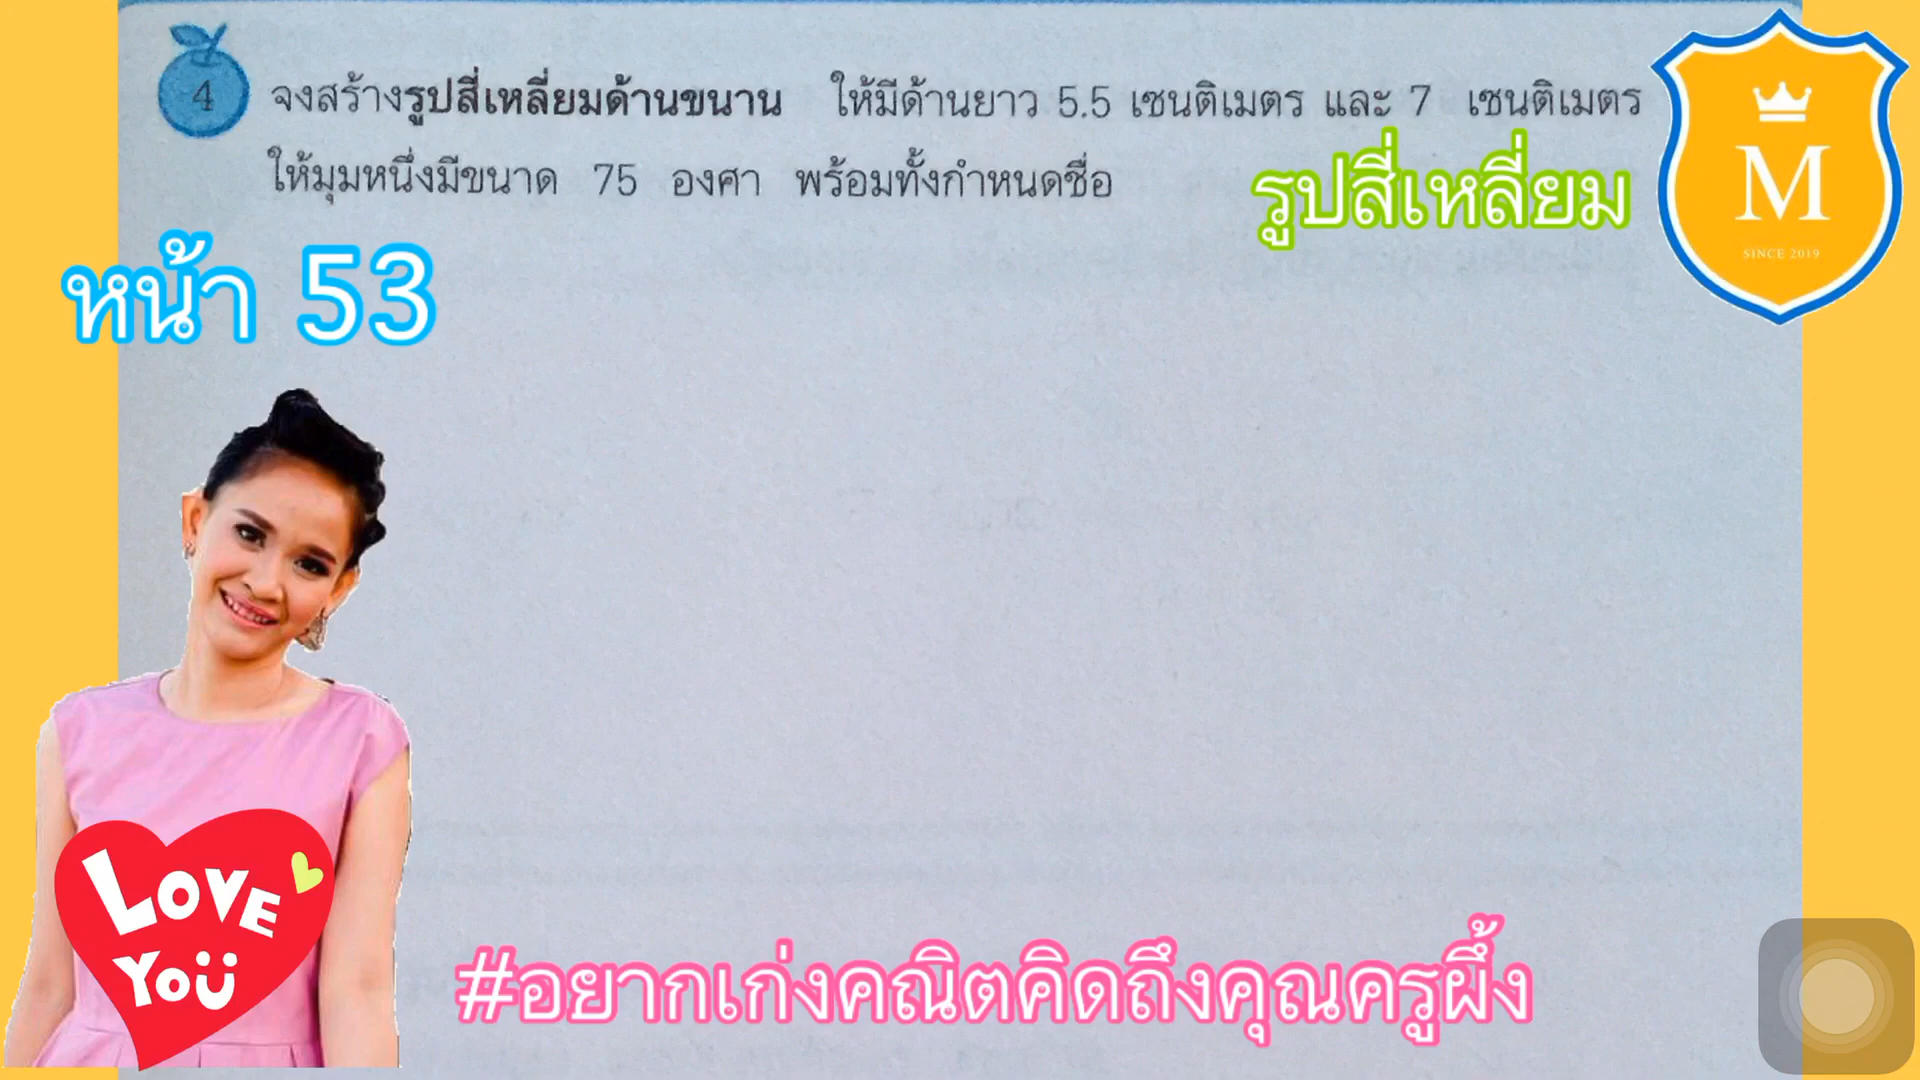 4 จงสร้างรูปสี่เหลี่ยมด้านขนาน ให้มีด้านยาว 5.5 เซนติเมตร และ 7 เซนติเมตร
ให้มุมหนึ่งมีขนาด 75 องศา พร้อมทั้งกำหนดชื่อ
รูปสี่เหลี่ยม
M
SINCE 2019
หน้า 53
LOVE
YOU
#อยากเก่งคณิตคิดถึงคุณครูผึ้ง